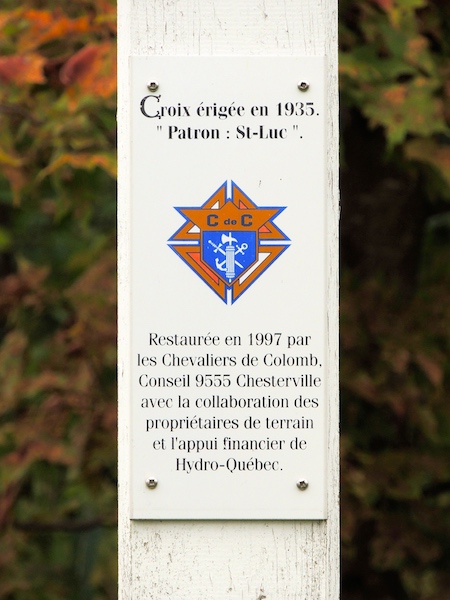 Croix érigée en 1935.
" Patron : St-Luc ".
C de C
Restaurée en 1997 par
les Chevaliers de Colomb,
Conseil 9555 Chesterville
avec la collaboration des
propriétaires de terrain
et l'appui financier de
Hydro-Québec.